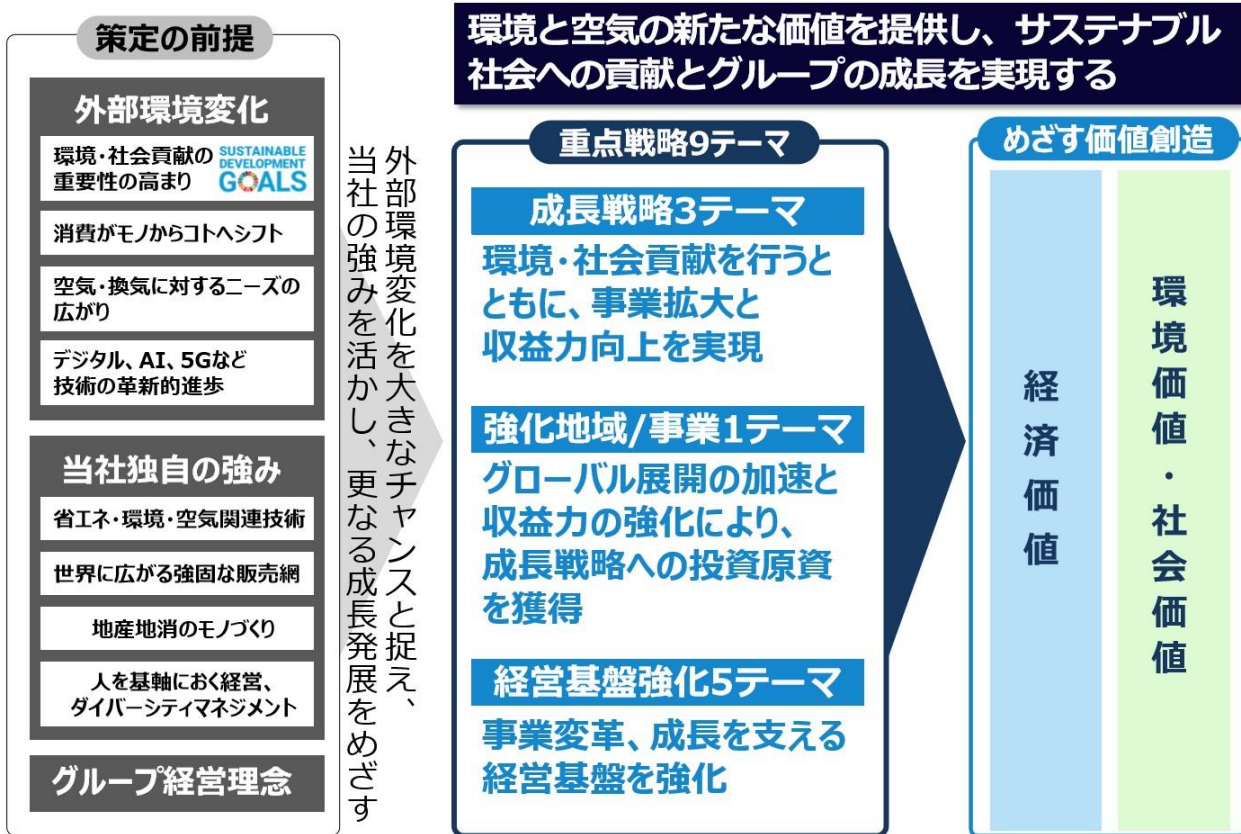 策定の前提
外部環境変化
環境・社会貢献の
重要性の高まり
SUSTAINABLE
DEVELOPMENT
GOALS
消費がモノからコトへシフト
空気・換気に対するニーズの
広がり
デジタル、AI、5Gなど
技術の革新的進歩
当社独自の強み
省エネ・環境・空気関連技術
世界に広がる強固な販売網
地産地消のモノづくり
人を基軸におく経営、
ダイバーシティマネジメント
グループ経営理念
外部環境変化を大きなチャンスと捉え、
当社の強みを活かし、更なる成長発展をめざす
環境と空気の新たな価値を提供し、サステナブル
社会への貢献とグループの成長を実現する
重点戦略9テーマ
成長戦略3テーマ
環境・社会貢献を行うと
ともに、事業拡大と
収益力向上を実現
強化地域/事業1テーマ
グローバル展開の加速と
収益力の強化により、
成長戦略への投資原資
を獲得
経営基盤強化5テーマ
事業変革、成長を支える
経営基盤を強化
めざす価値創造
経済価値
環境価値・社会価値